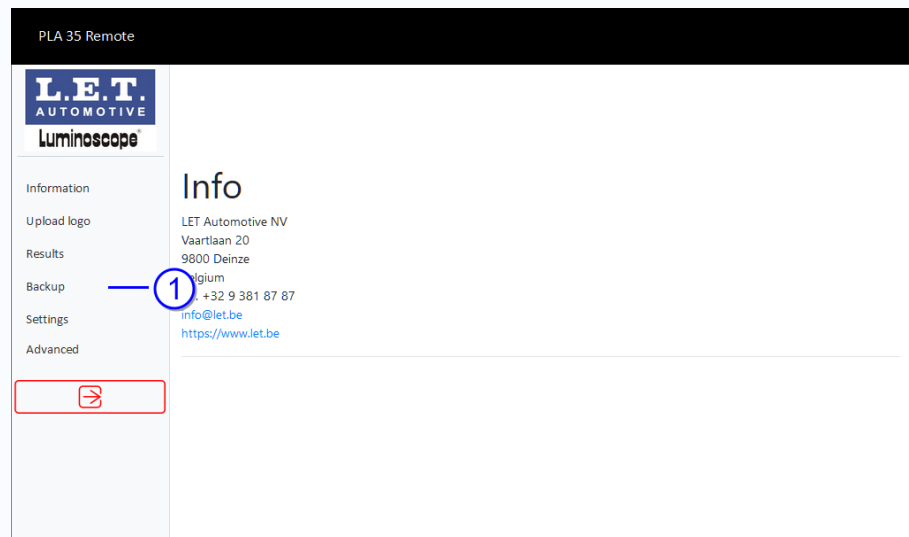 PLA 35 Remote
L.E.T.
AUTOMOTIVE
Luminoscope®
Information
Upload logo
Results
Backup
Settings
Advanced
1
Info
LET Automotive NV
Vaartlaan 20
9800 Deinze
elgium
. +32 9 381 87 87
info@let.be
https://www.let.be